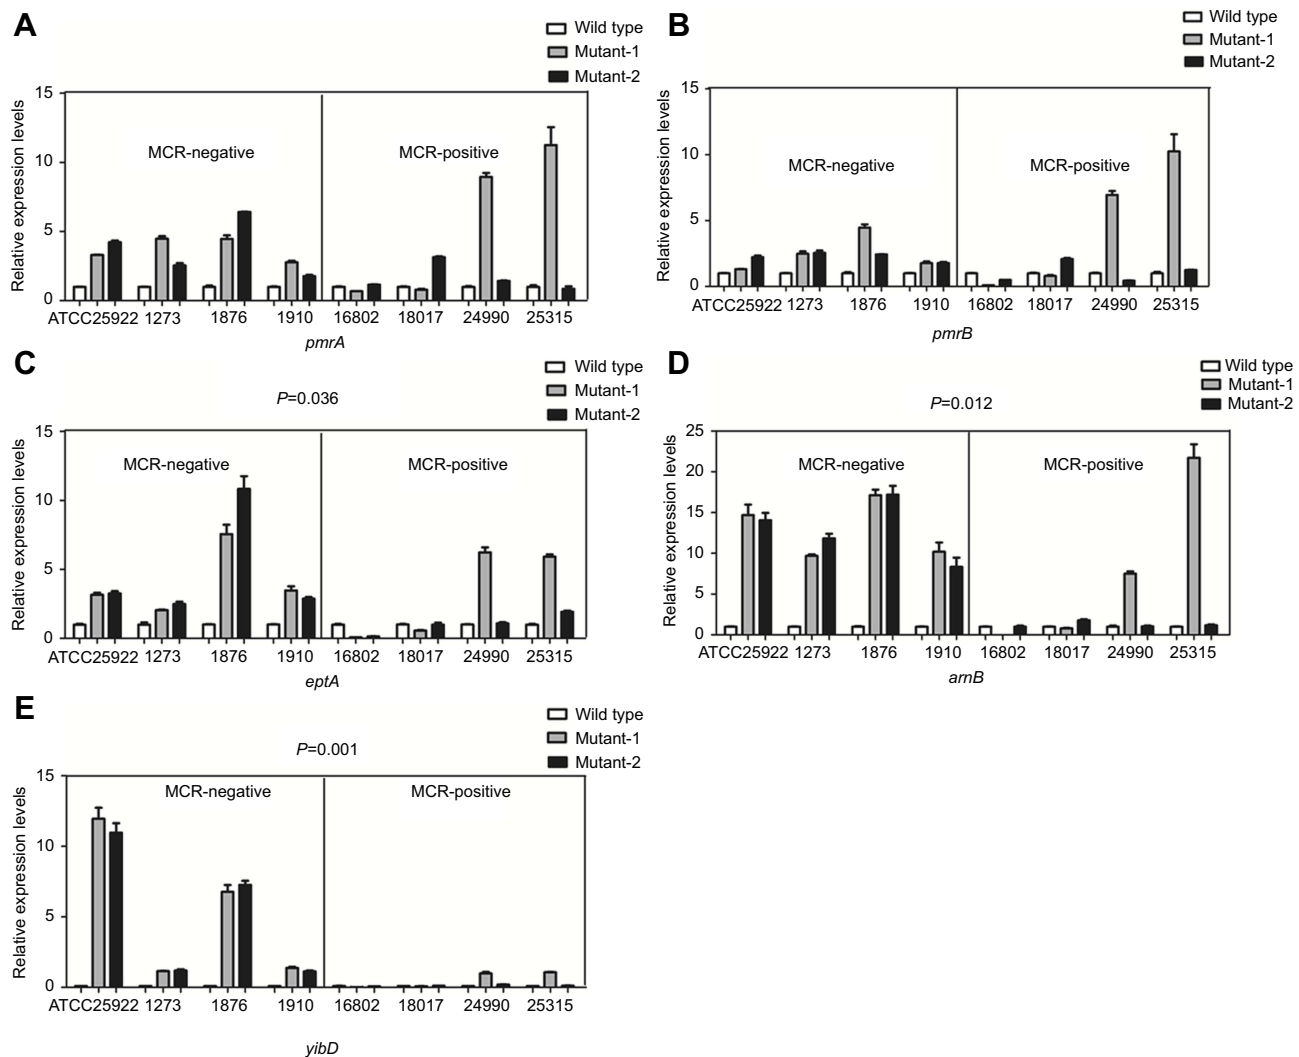 A
Wild type
Mutant-1
Mutant-2
Relative expression levels
15
10
5
0
MCR-negative
MCR-positive
ATCC25922 1273 1876 1910 16802 18017 24990 25315
pmrA
B
Wild type
Mutant-1
Mutant-2
Relative expression levels
15
10
5
0
MCR-negative
MCR-positive
ATCC25922 1273 1876 1910 16802 18017 24990 25315
pmrB
C
P=0.036
Wild type
Mutant-1
Mutant-2
Relative expression levels
15
10
5
0
MCR-negative
MCR-positive
ATCC25922 1273 1876 1910 16802 18017 24990 25315
eptA
D
P=0.012
Wild type
Mutant-1
Mutant-2
Relative expression levels
25
20
15
10
5
0
MCR-negative
MCR-positive
ATCC25922 1273 1876 1910 16802 18017 24990 25315
arnB
E
P=0.001
Wild type
Mutant-1
Mutant-2
Relative expression levels
15
10
5
0
MCR-negative
MCR-positive
ATCC25922 1273 1876 1910 16802 18017 24990 25315
yibD